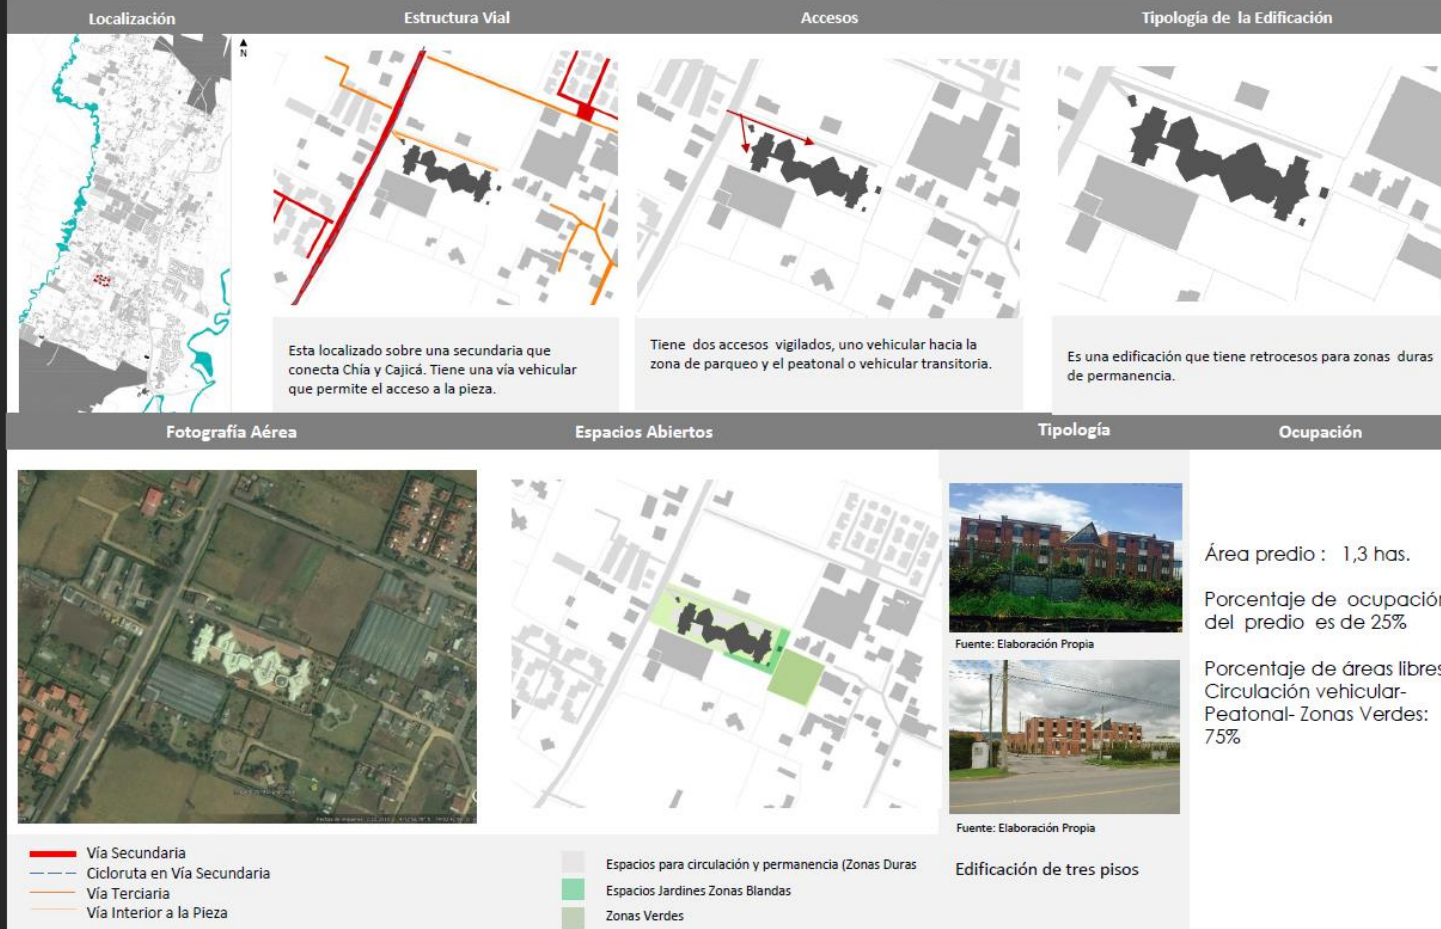 Localización
Estructura Vial
Accesos
Tipología de la Edificación
N
Esta localizado sobre una secundaria que
conecta Chía y Cajicá. Tiene una vía vehicular
que permite el acceso a la pieza.
Tiene dos accesos vigilados, uno vehicular hacia la
zona de parqueo y el peatonal o vehicular transitoria.
Es una edificación que tiene retrocesos para zonas duras
de permanencia.
Fotografía Aérea
Espacios Abiertos
Tipología
Ocupación
Fuente: Elaboración Propia
Fuente: Elaboración Propia
Edificación de tres pisos
Área predio : 1,3 has.
Porcentaje de ocupación
del predio es de 25%
Porcentaje de áreas libres
Circulación vehicular-
Peatonal- Zonas Verdes:
75%
Vía Secundaria
Cicloruta en Vía Secundaria
Vía Terciaria
Vía Interior a la Pieza
Espacios para circulación y permanencia (Zonas Duras
Espacios Jardines Zonas Blandas
Zonas Verdes